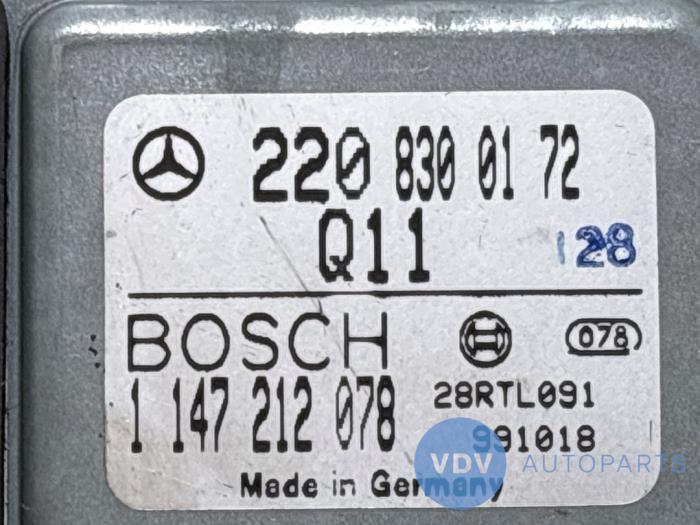 220 830 01 72
Q11
128
BOSCH
078
1 147 212 078
28RTL091
991018
Made in Germany
VDV AUTOPARTS